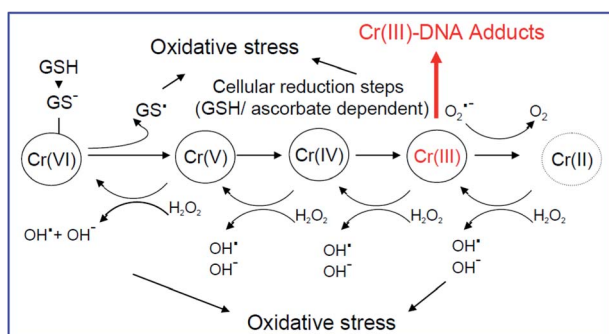 Cr(III)-DNA Adducts
Oxidative stress
GSH
GS⁻
GS•
Cellular reduction steps
(GSH/ ascorbate dependent)
O₂•⁻
O₂
Cr(VI)
Cr(V)
Cr(IV)
Cr(III)
Cr(II)
H₂O₂
H₂O₂
H₂O₂
H₂O₂
OH•+ OH⁻
OH•
OH⁻
OH•
OH⁻
OH•
OH⁻
Oxidative stress